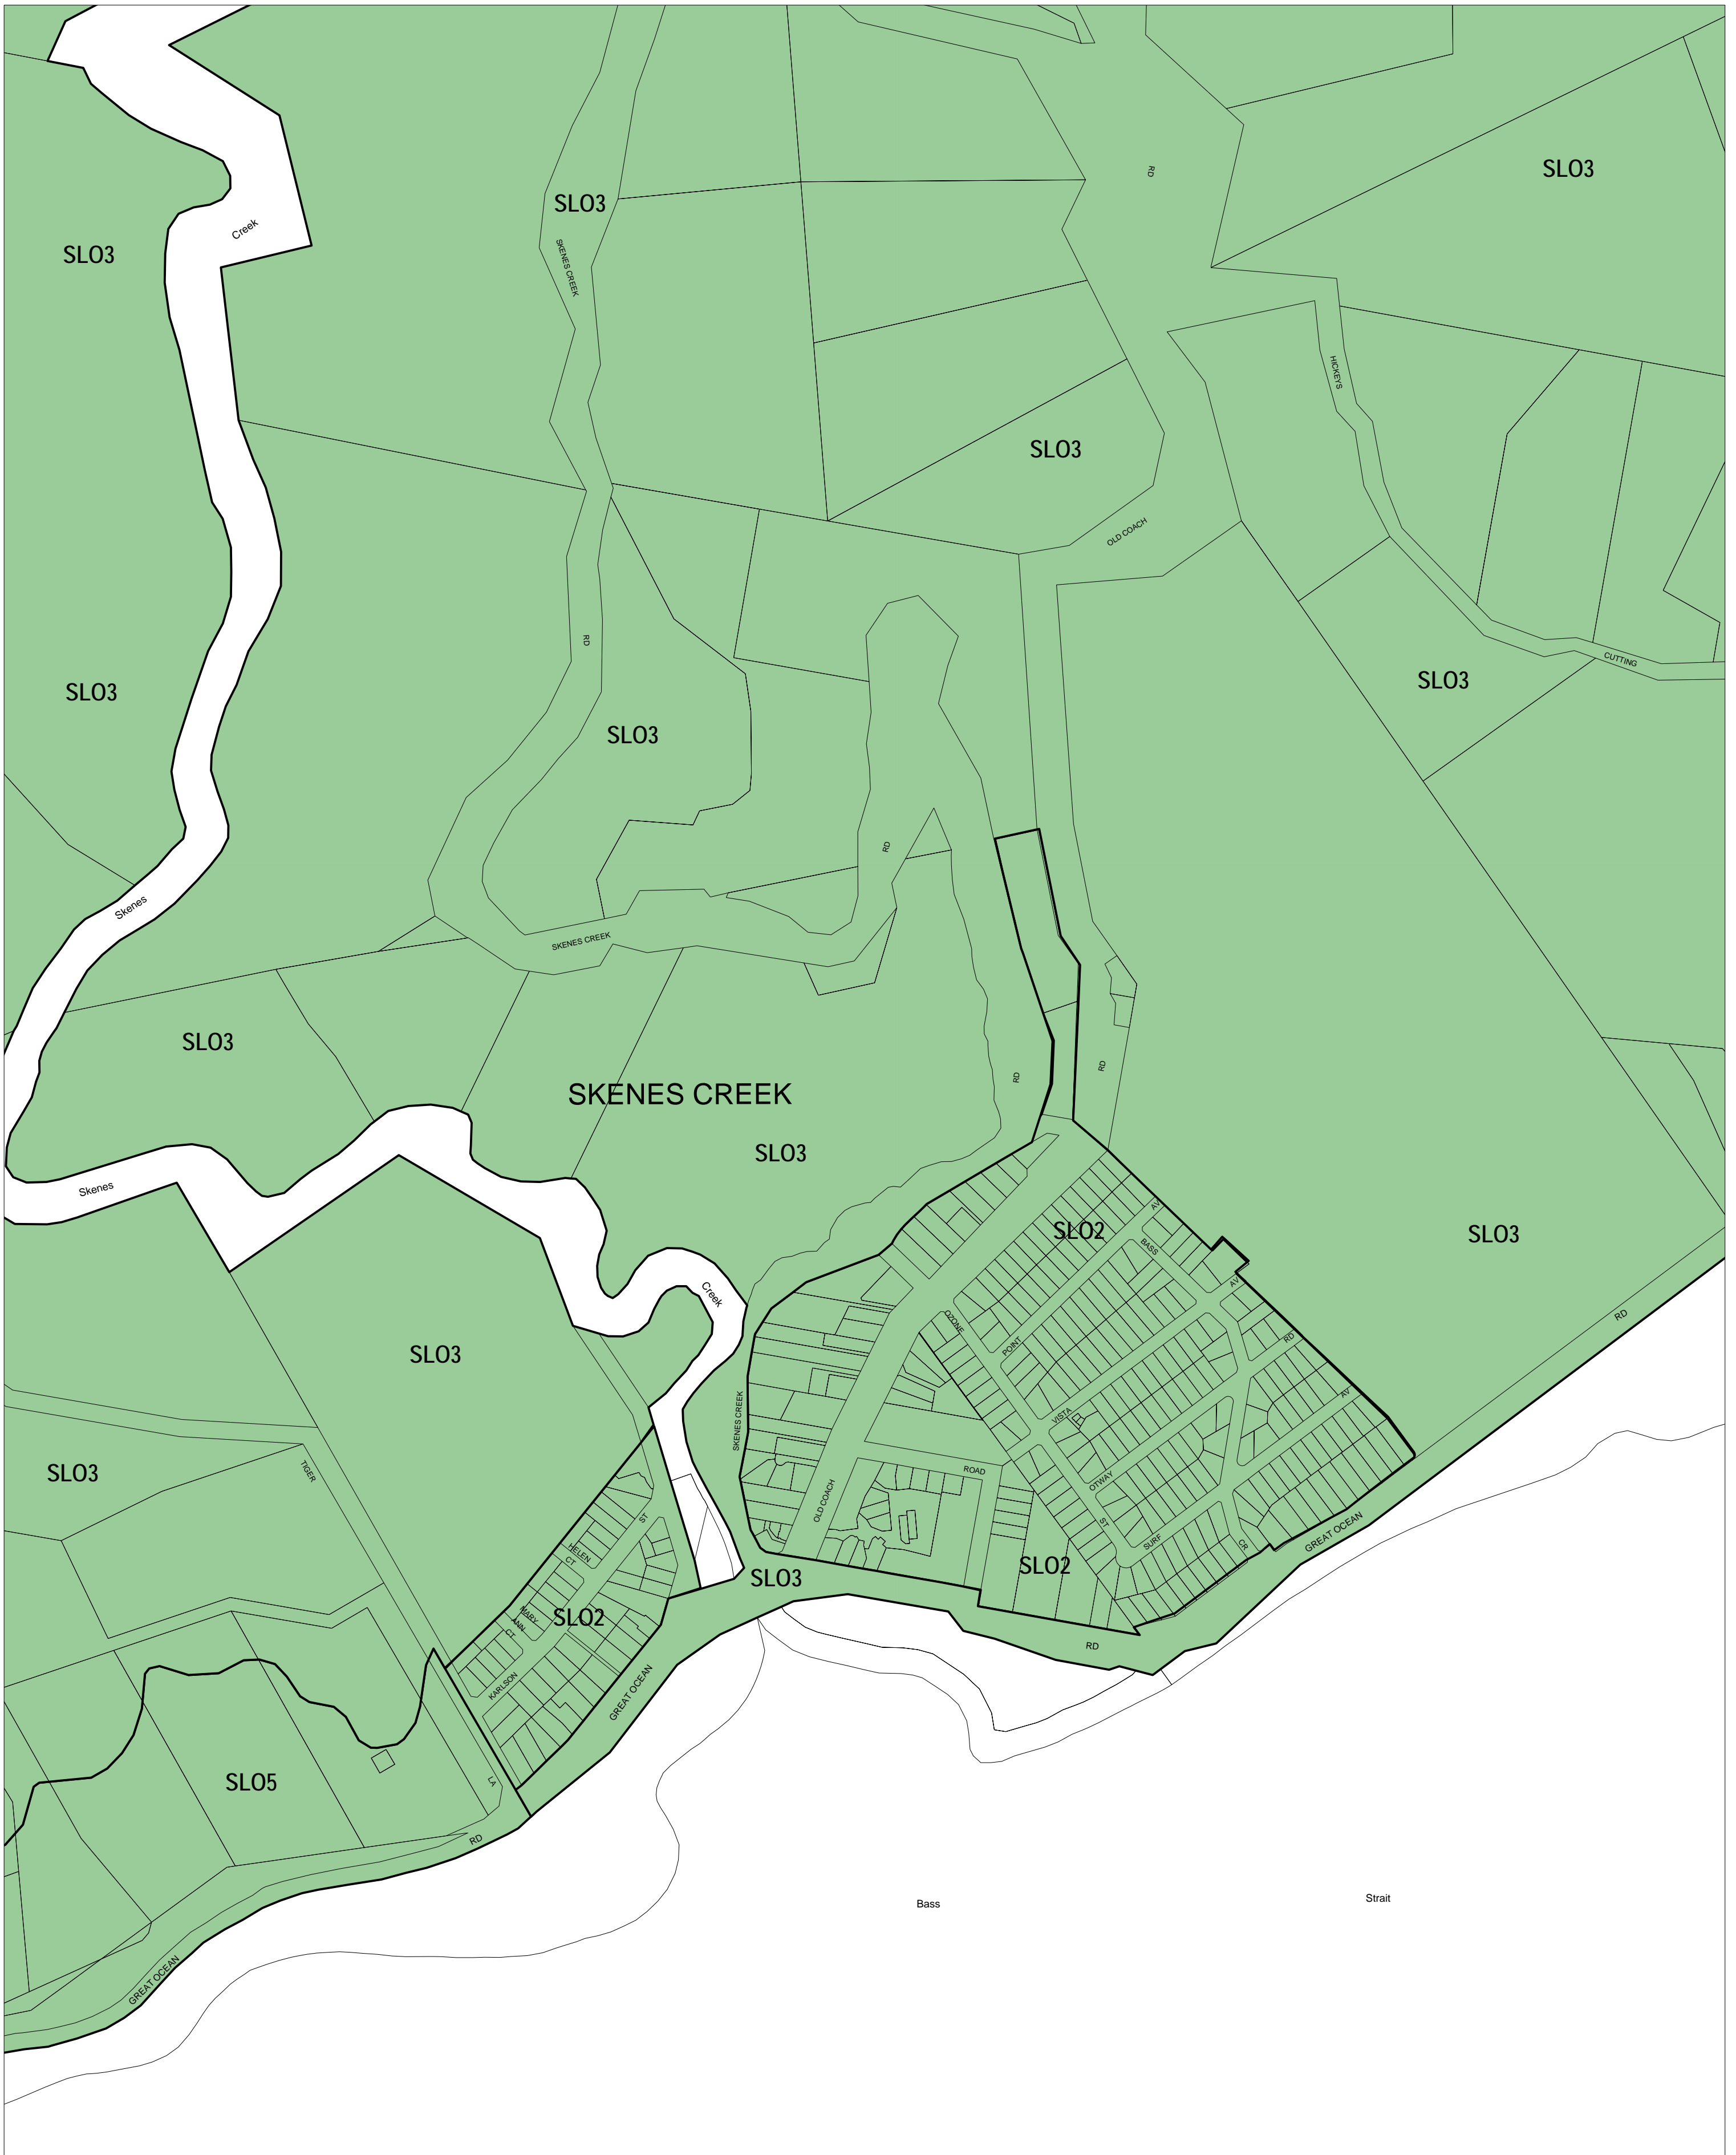 RD
SLO3
SLO3
Creek
SLO3
SKENES CREEK
HICKEYS
SLO3
OLD COACH
RD
CUTTING
SLO3
SLO3
SLO3
RD
Skenes
SKENES CREEK
SLO3
RD
RD
SKENES CREEK
SLO3
Skenes
SLO2
AV
SLO3
BASS
AV
Creek
RD
OZONE
RD
POINT
SLO3
AV
SKENES CREEK
VISTA
SLO3
TIGER
ROAD
OTWAY
OLD COACH
ST
ST
GREAT OCEAN
SURF
CR
HELEN
CT
SLO2
SLO3
MARY
ANN
CT
SLO2
RD
KARLSON
GREAT OCEAN
SLO5
LA
RD
Bass
Strait
GREAT OCEAN